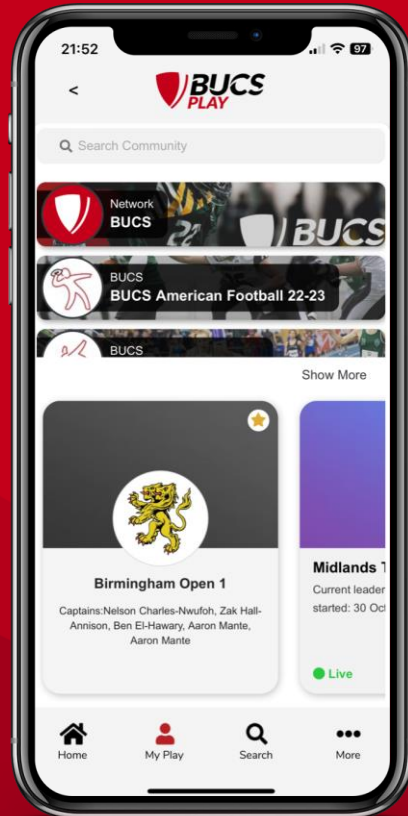 21:52
97
<
BUCS
PLAY
Search Community
Network
BUCS
BUCS
BUCS
BUCS American Football 22-23
BUCS
Show More
Birmingham Open 1
Captains:Nelson Charles-Nwufoh, Zak Hall-
Annison, Ben El-Hawary, Aaron Mante,
Aaron Mante
Midlands
Current leader
started: 30
Live
Home
My Play
Search
More